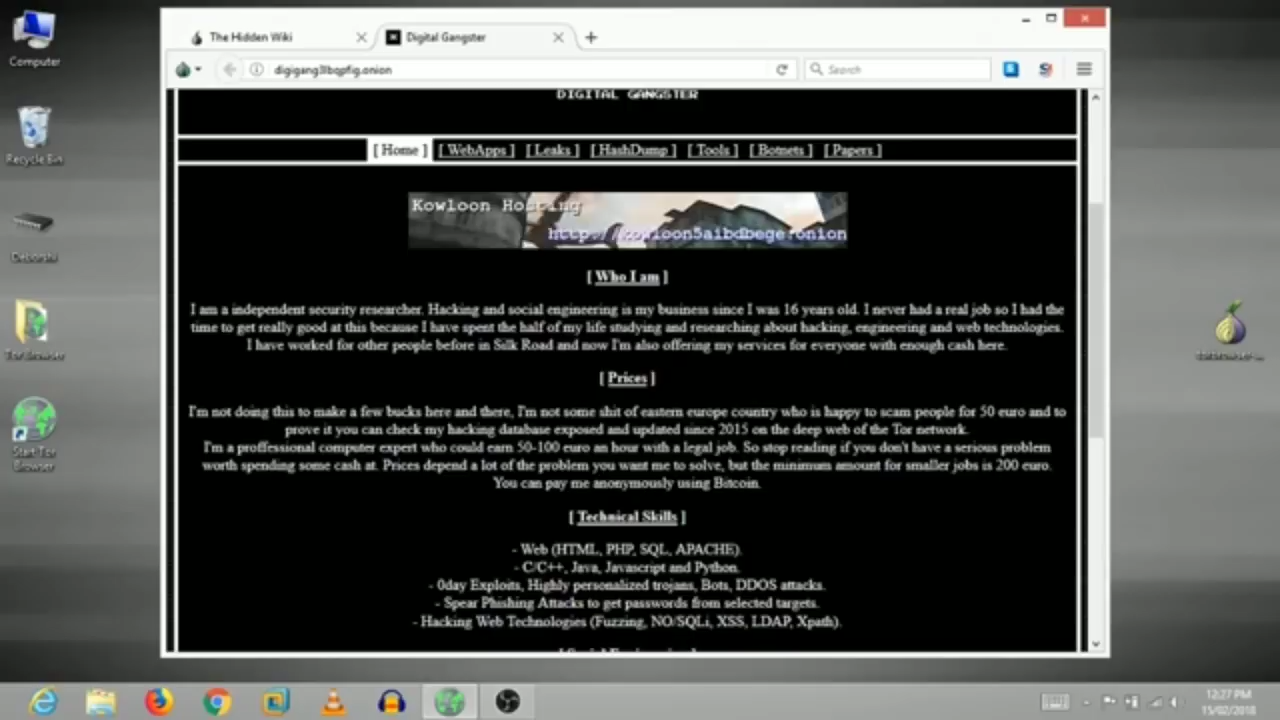 Computer
Recycle Bin
Tor Browser
Start Tor
Browser
The Hidden Wiki
Digital Gangster
Search
DIGITAL GANGSTER
[ Home ] [ WebApps ] [ Leaks ] [ HashDump ] [ Tools ] [ Botnets ] [ Papers ]
Kowloon Hosting
[ Who I am ]
I am a independent security researcher. Hacking and social engineering is my business since I was 16 years old. I never had a real job so I had the
time to get really good at this because I have spent the half of my life studying and researching about hacking, engineering and web technologies.
I have worked for other people before in Silk Road and now I'm also offering my services for everyone with enough cash here.
[ Prices ]
I'm not doing this to make a few bucks here and there, I'm not some shit of eastern europe country who is happy to scam people for 50 euro and to
prove it you can check my hacking database exposed and updated since 2015 on the deep web of the Tor network.
I'm a proffessional computer expert who could earn 50-100 euro an hour with a legal job. So stop reading if you don't have a serious problem
worth spending some cash at. Prices depend a lot of the problem you want me to solve, but the minimum amount for smaller jobs is 200 euro.
You can pay me anonymously using Bitcoin.
[ Technical Skills ]
- Web (HTML, PHP, SQL, APACHE).
- C/C++, Java, Javascript and Python.
- 0day Exploits, Highly personalized trojans, Bots, DDOS attacks.
- Spear Phishing Attacks to get passwords from selected targets.
- Hacking Web Technologies (Fuzzing, NO/SQLi, XSS, LDAP, Xpath).
12:27 PM
15/02/2018